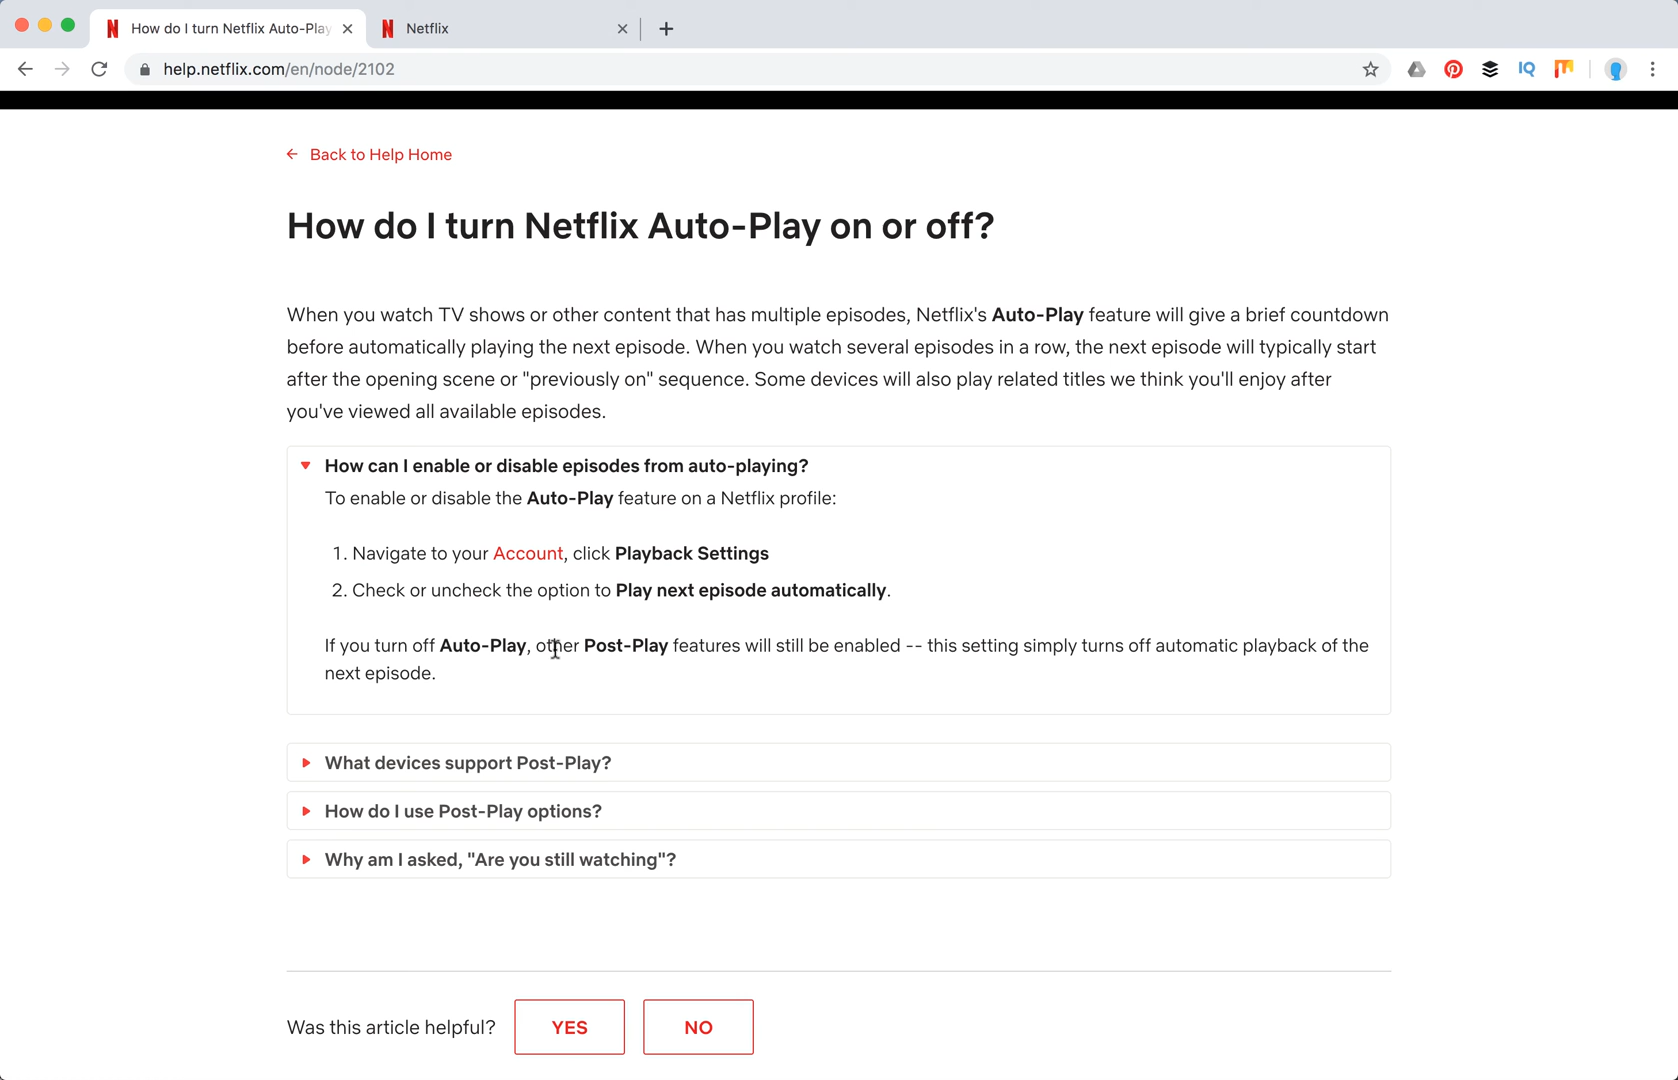 How do I turn Netflix Auto-Play
Netflix
help.netflix.com/en/node/2102
IQ
← Back to Help Home
How do I turn Netflix Auto-Play on or off?
When you watch TV shows or other content that has multiple episodes, Netflix's Auto-Play feature will give a brief countdown
before automatically playing the next episode. When you watch several episodes in a row, the next episode will typically start
after the opening scene or "previously on" sequence. Some devices will also play related titles we think you'll enjoy after
you've viewed all available episodes.
How can I enable or disable episodes from auto-playing?
To enable or disable the Auto-Play feature on a Netflix profile:
1. Navigate to your Account, click Playback Settings
2. Check or uncheck the option to Play next episode automatically.
If you turn off Auto-Play, other Post-Play features will still be enabled -- this setting simply turns off automatic playback of the
next episode.
What devices support Post-Play?
How do I use Post-Play options?
Why am I asked, "Are you still watching"?
Was this article helpful? YES NO